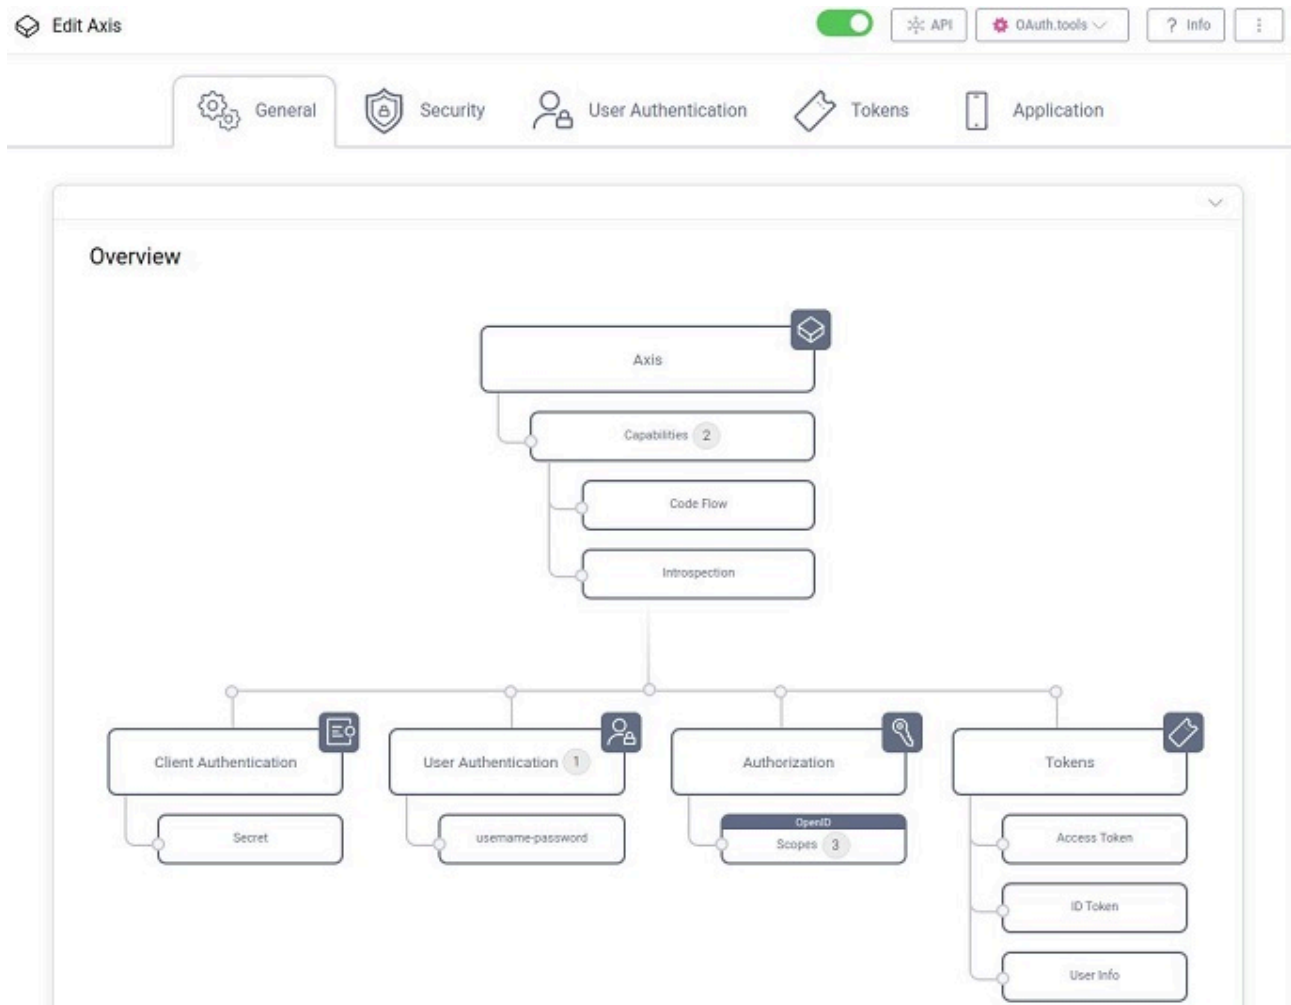 Edit Axis
API
OAuth.tools
? Info
General
Security
User Authentication
Tokens
Application
Overview
Axis
Capabilities 2
Code Flow
Introspection
Client Authentication
User Authentication 1
Authorization
Tokens
Secret
username-password
OpenID
Scopes 3
Access Token
ID Token
User Info